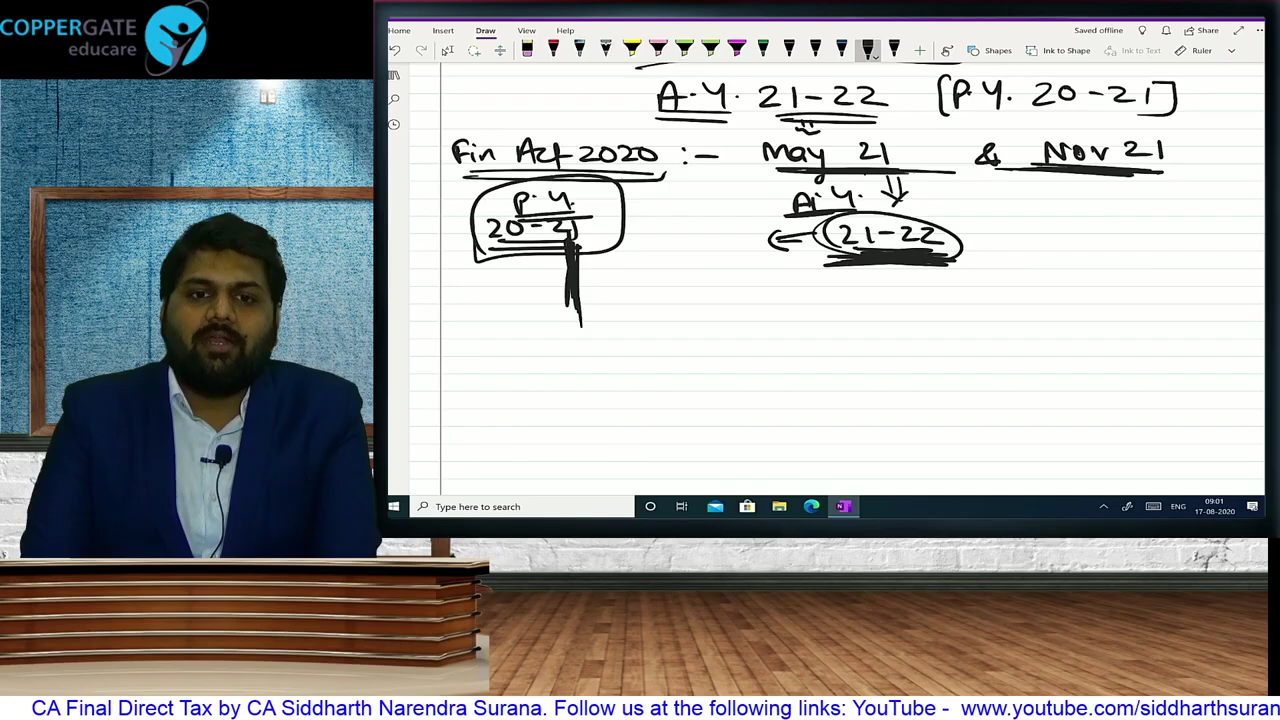 COPPERGATE
educare
Home Insert Draw View Help
Saved offline
Share
Shapes Ink to Shape Ink to Text Ruler
A.Y. 21-22 [P.Y. 20-21]
Fin Act 2020 :- May 21 & Nov 21
P.Y. A.Y.
20-21 21-22
Type here to search
ENG
09:01
17-08-2020
CA Final Direct Tax by CA Siddharth Narendra Surana. Follow us at the following links: YouTube - www.youtube.com/siddharthsuran